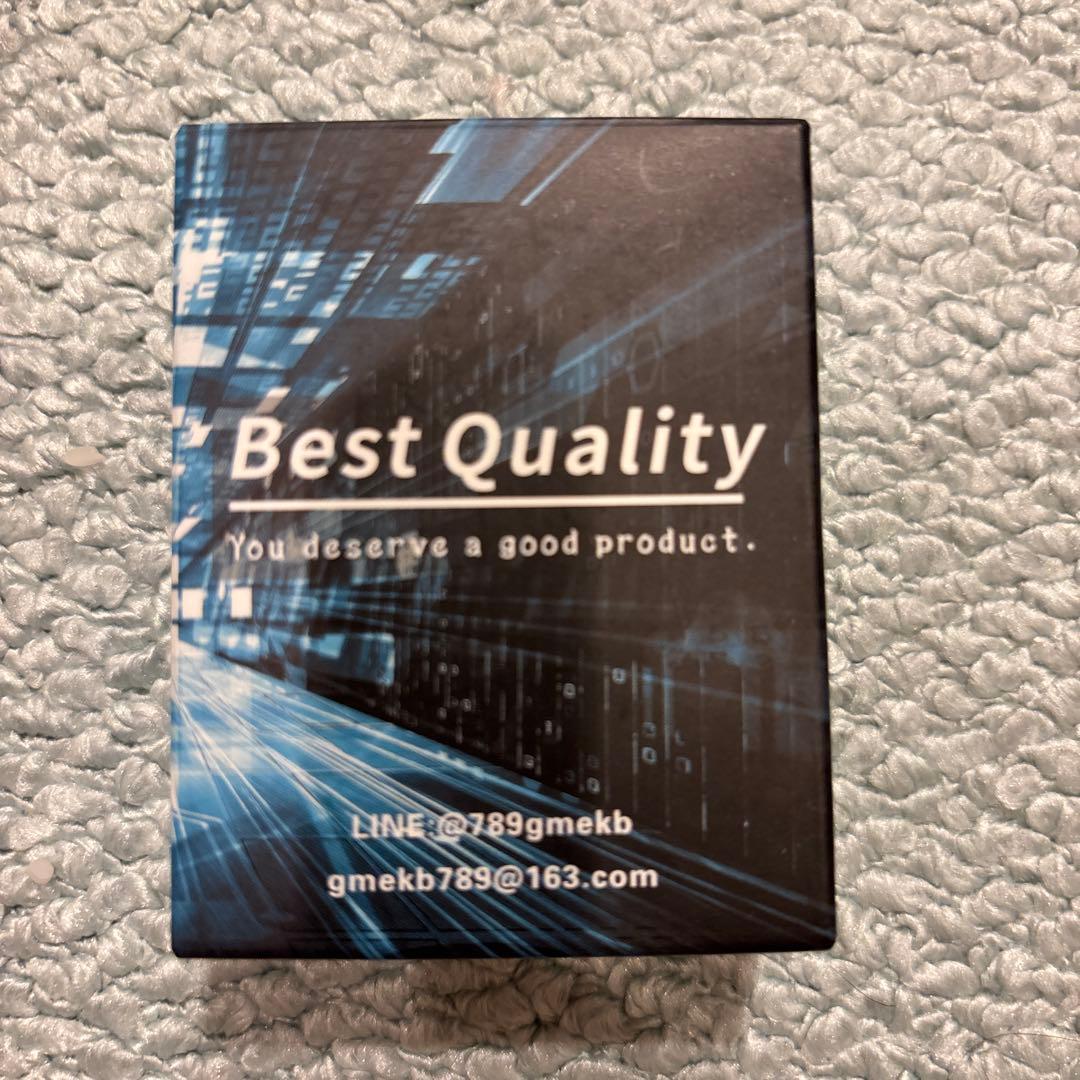 Best Quality
You deserve a good product.
LINE:@789gmekb
gmekb789@163.com